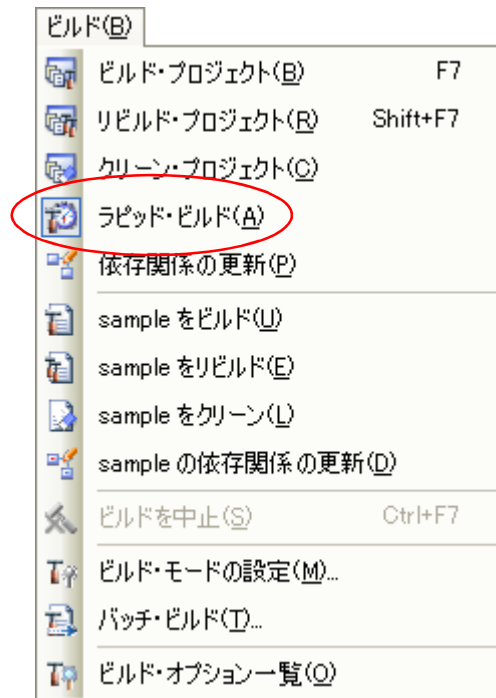 ビルド(B)
ビルド・プロジェクト(B) F7
リビルド・プロジェクト(R) Shift+F7
クリーン・プロジェクト(C)
ラピッド・ビルド(A)
依存関係の更新(P)
sample をビルド(U)
sample をリビルド(E)
sample をクリーン(L)
sample の依存関係の更新(D)
ビルドを中止(S) Ctrl+F7
ビルド・モードの設定(M)...
バッチ・ビルド(T)...
ビルド・オプション一覧(O)